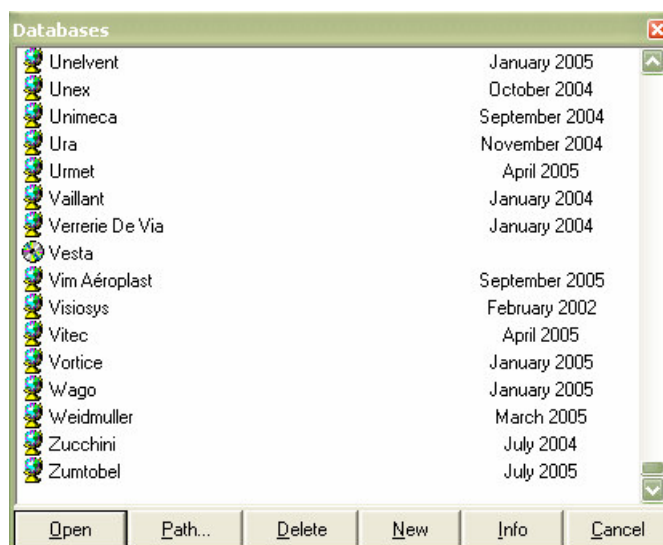 Databases
Unelvent January 2005
Unex October 2004
Unimeca September 2004
Ura November 2004
Urmet April 2005
Vaillant January 2004
Verrerie De Via January 2004
Vesta
Vim Aéroplast September 2005
Visiosys February 2002
Vitec April 2005
Vortice January 2005
Wago January 2005
Weidmuller March 2005
Zucchini July 2004
Zumtobel July 2005
Open Path... Delete New Info Cancel